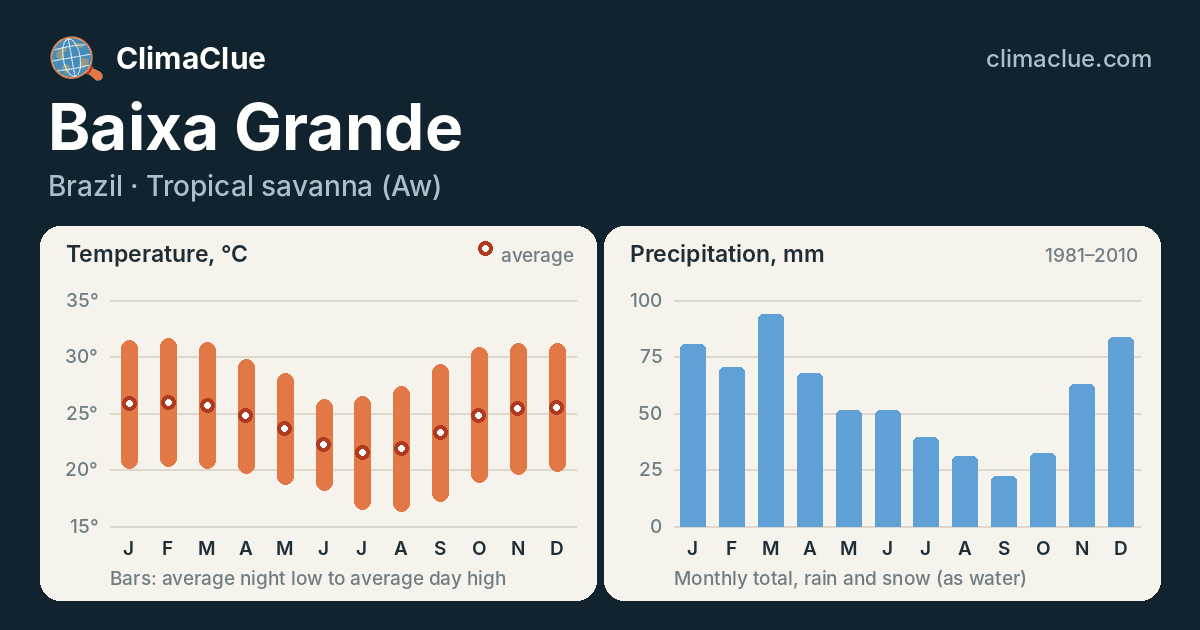 ClimaClue
climaclue.com
Baixa Grande
Brazil · Tropical savanna (Aw)
Temperature, °C
average
35°
30°
25°
20°
15°
J F M A M J J A S O N D
Bars: average night low to average day high
Precipitation, mm
1981–2010
100
75
50
25
0
J F M A M J J A S O N D
Monthly total, rain and snow (as water)